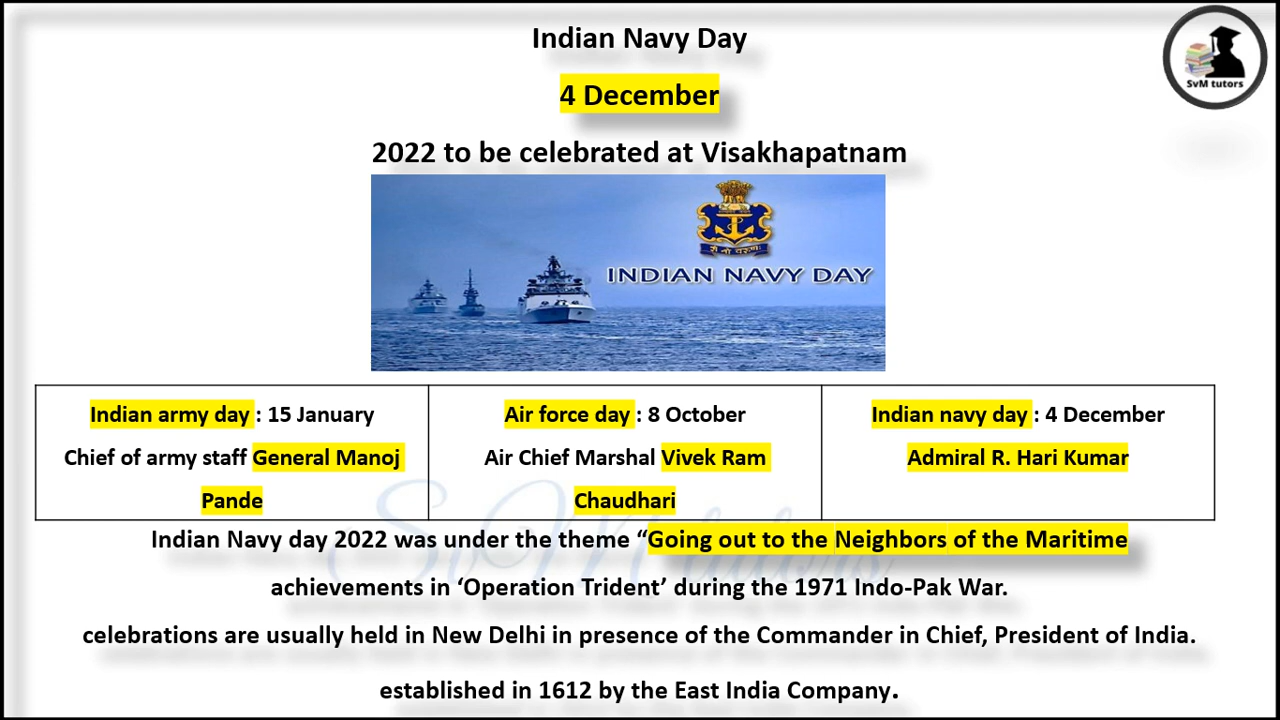 Indian Navy Day
SvM tutors
4 December
2022 to be celebrated at Visakhapatnam
INDIAN NAVY DAY
Indian army day : 15 January
Chief of army staff General Manoj
Pande
Air force day : 8 October
Air Chief Marshal Vivek Ram
Chaudhari
Indian navy day : 4 December
Admiral R. Hari Kumar
SvM tutors
Indian Navy day 2022 was under the theme “Going out to the Neighbors of the Maritime
achievements in ‘Operation Trident’ during the 1971 Indo-Pak War.
celebrations are usually held in New Delhi in presence of the Commander in Chief, President of India.
established in 1612 by the East India Company.